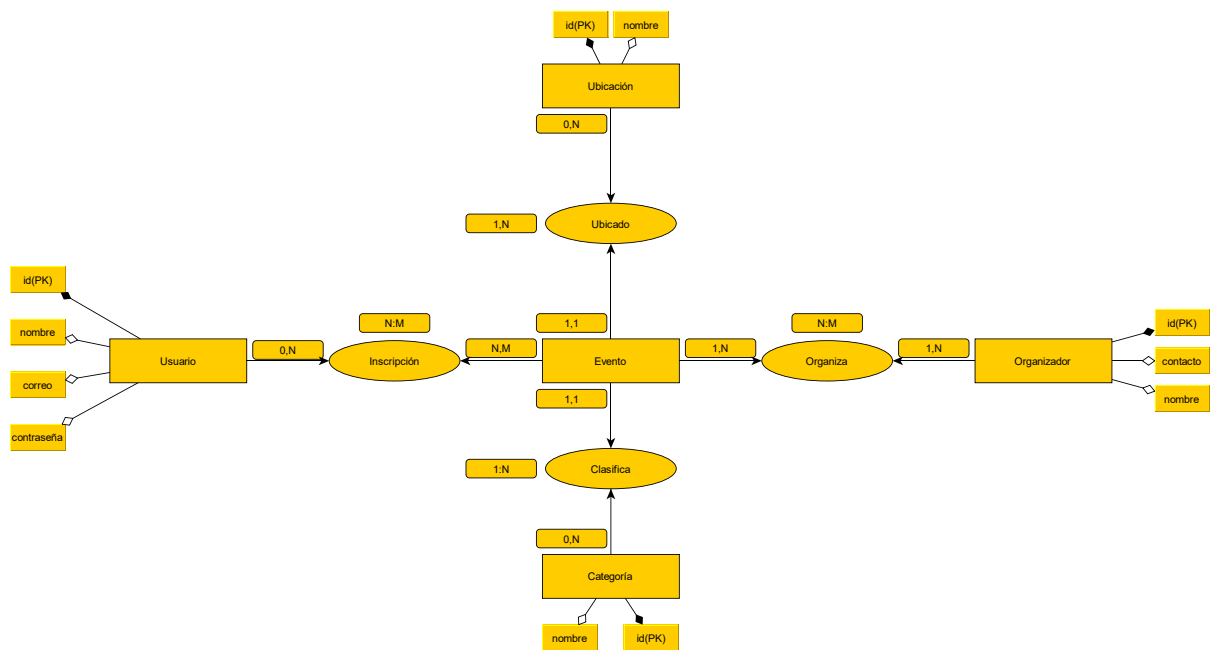 id(PK)
nombre
Ubicación
0,N
1,N
Ubicado
id(PK)
nombre
correo
contraseña
Usuario
0,N
N:M
Inscripción
N,M
1,1
Evento
1,1
1,N
N:M
Organiza
1,N
Organizador
id(PK)
contacto
nombre
1:N
Clasifica
0,N
Categoría
nombre
id(PK)